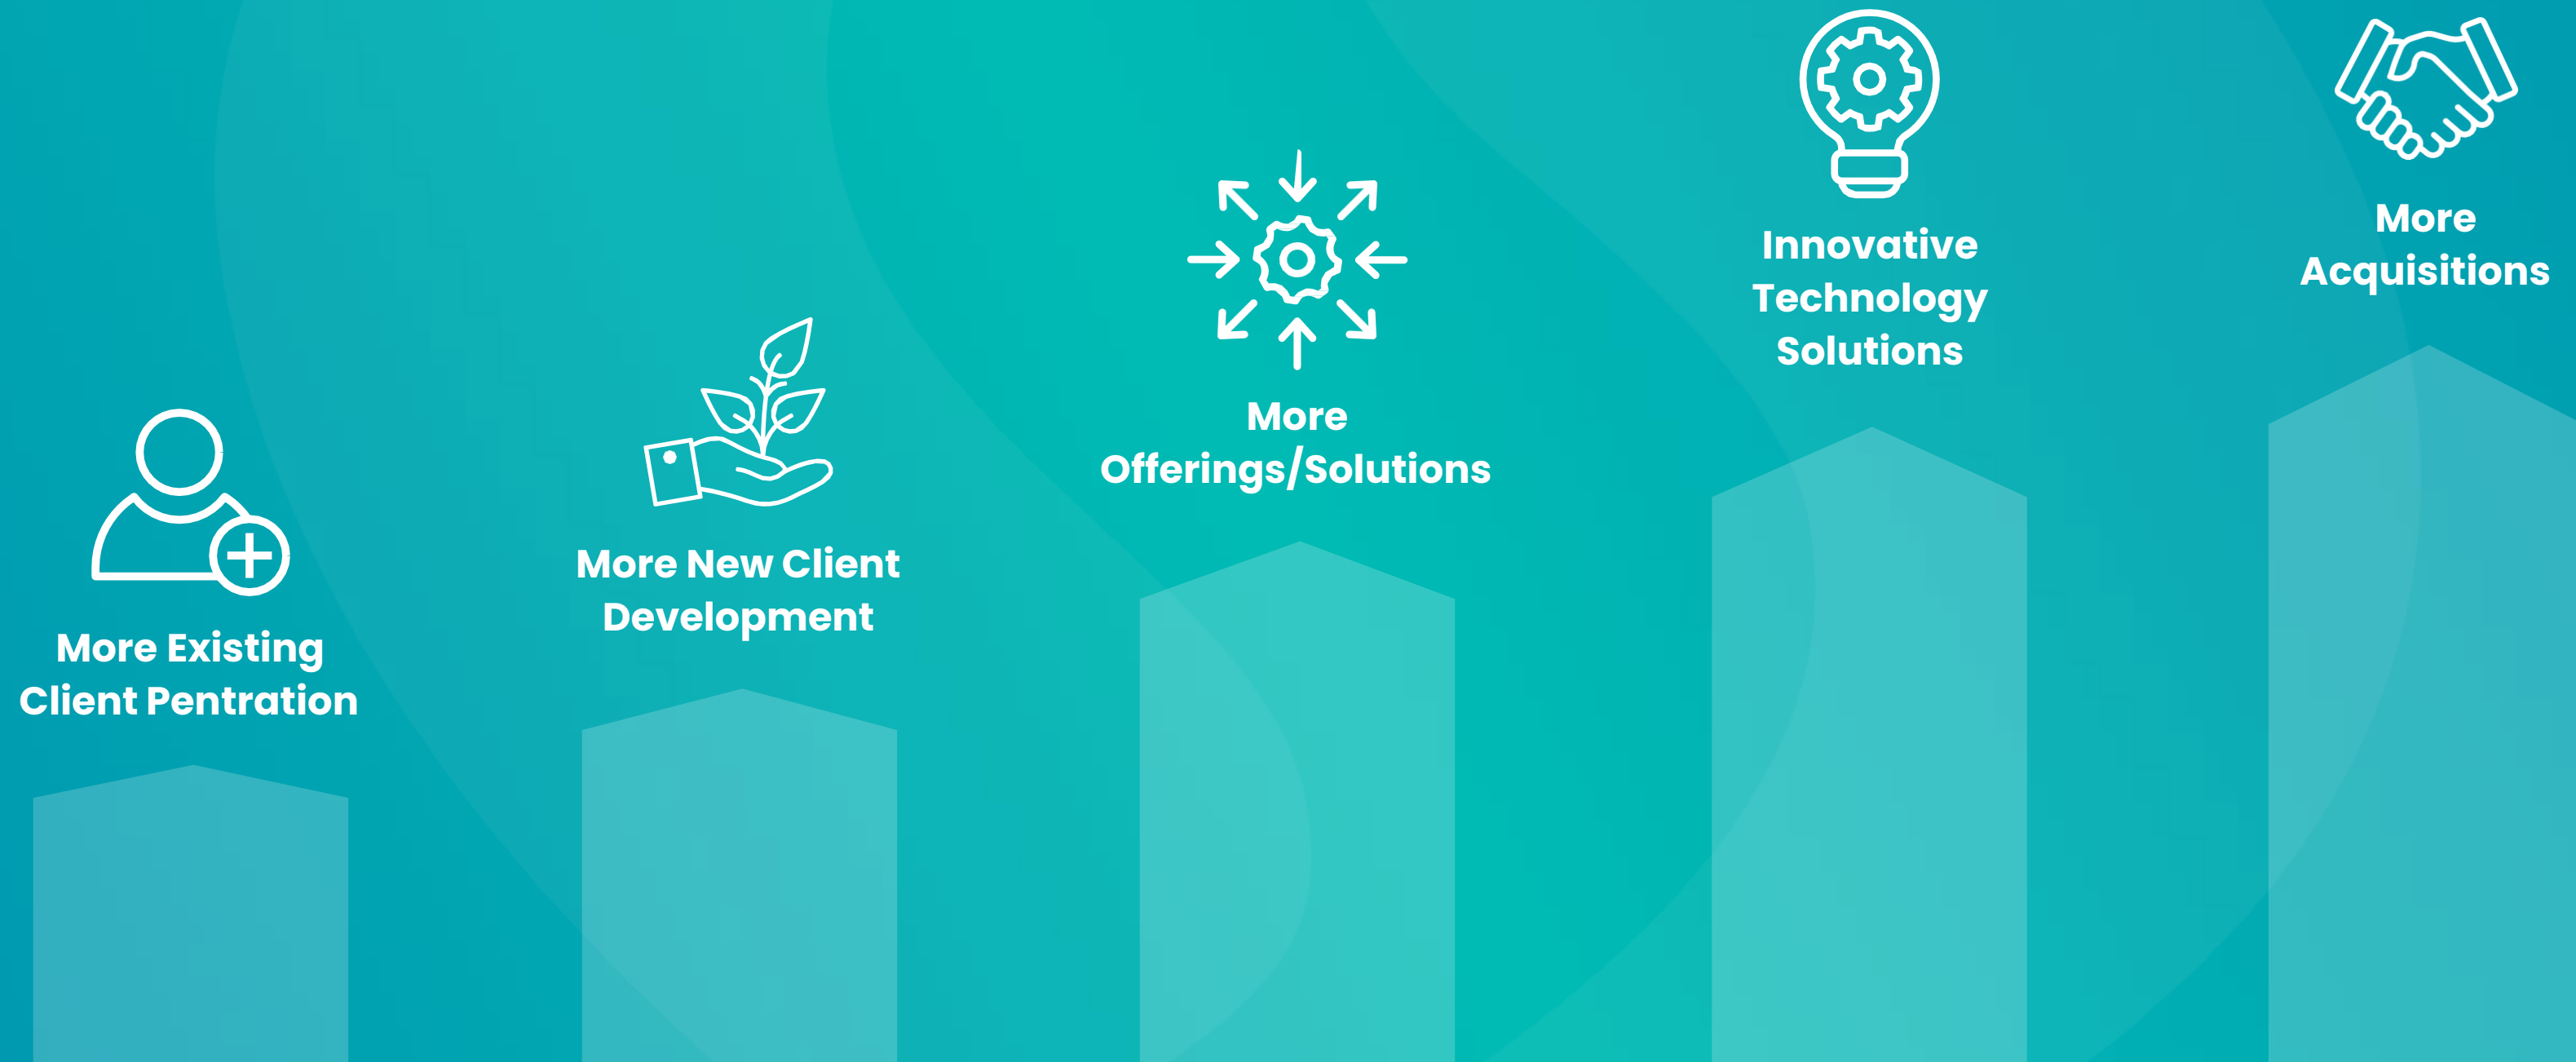 More Existing
Client Pentration
More New Client
Development
More
Offerings/Solutions
Innovative
Technology
Solutions
More
Acquisitions